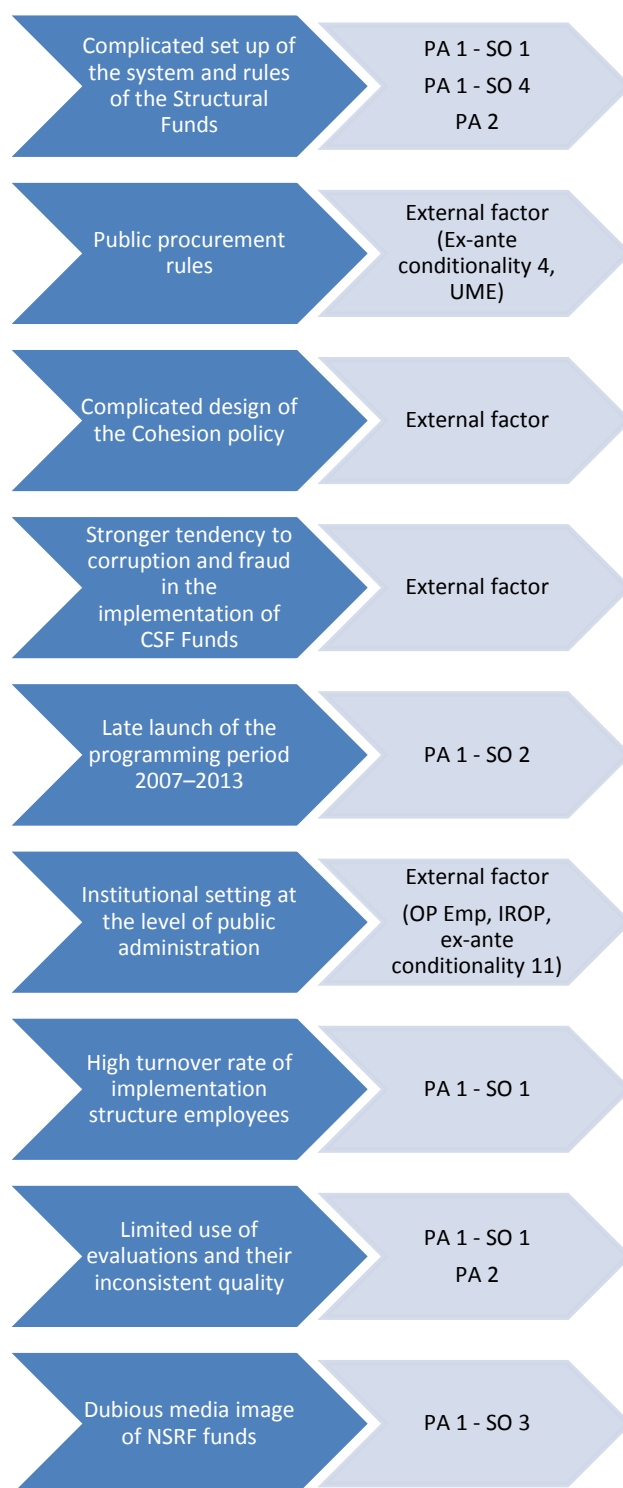 Complicated set up of
the system and rules
of the Structural
Funds
PA 1 - SO 1
PA 1 - SO 4
PA 2
Public procurement
rules
External factor
(Ex-ante
conditionality 4,
UME)
Complicated design of
the Cohesion policy
External factor
Stronger tendency to
corruption and fraud
in the
implementation of
CSF Funds
External factor
Late launch of the
programming period
2007–2013
PA 1 - SO 2
Institutional setting at
the level of public
administration
External factor
(OP Emp, IROP,
ex-ante
conditionality 11)
High turnover rate of
implementation
structure employees
PA 1 - SO 1
Limited use of
evaluations and their
inconsistent quality
PA 1 - SO 1
PA 2
Dubious media image
of NSRF funds
PA 1 - SO 3